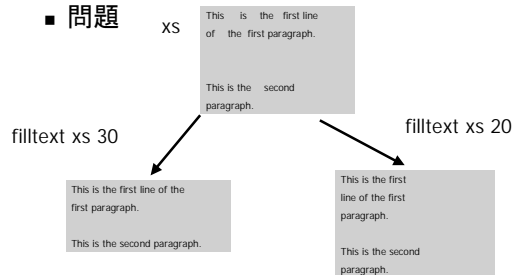 ▪ 問題
xs
This is the first line
of the first paragraph.
This is the second
paragraph.
filltext xs 30
filltext xs 20
This is the first line of the
first paragraph.
This is the second paragraph.
This is the first
line of the first
paragraph.
This is the second
paragraph.